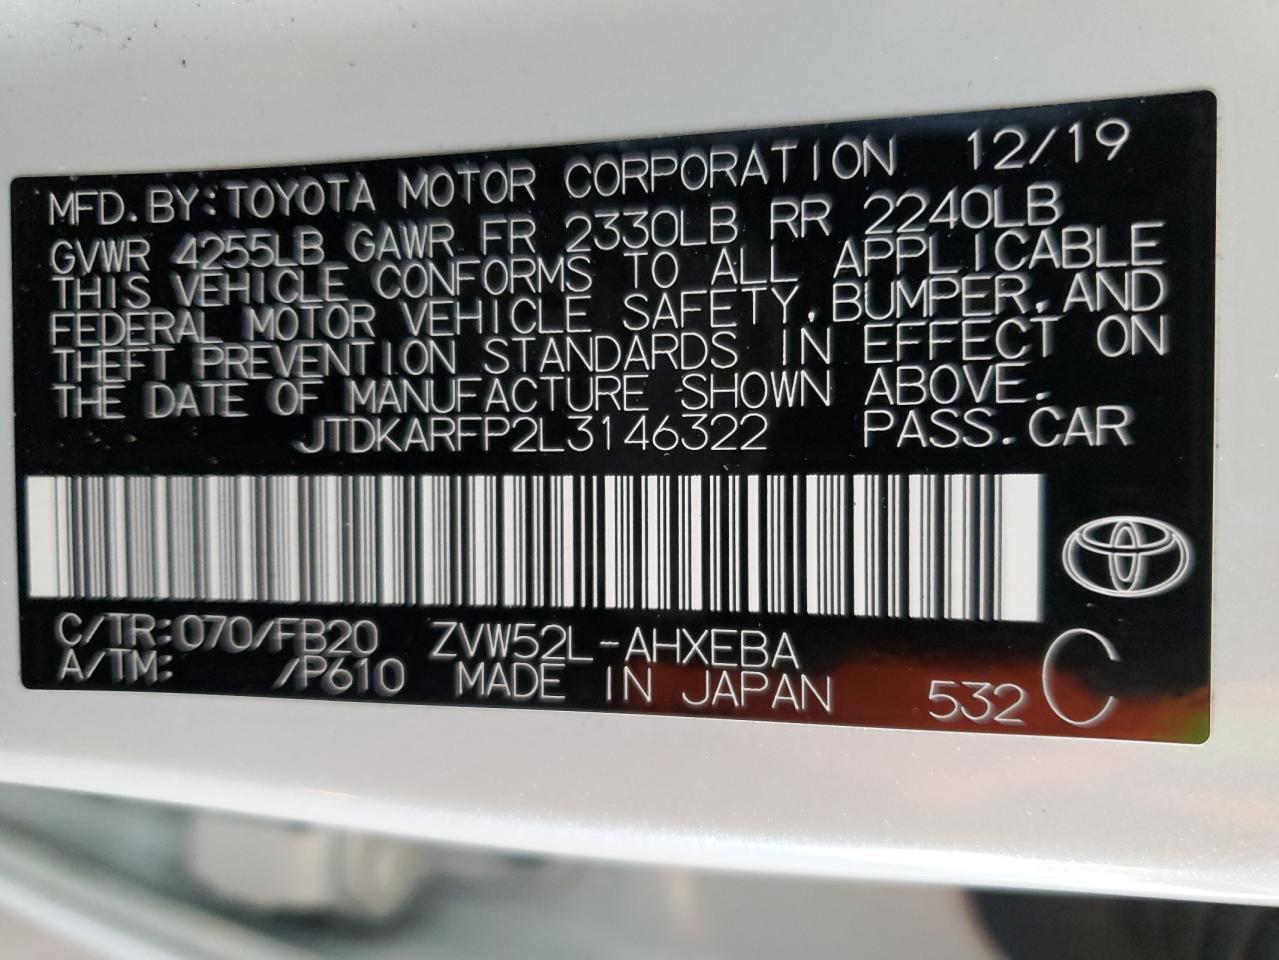 MFD. BY: TOYOTA MOTOR CORPORATION 12/19
GVWR 4255LB GAWR FR 2330LB RR 2240LB
THIS VEHICLE CONFORMS TO ALL APPLICABLE
FEDERAL MOTOR VEHICLE SAFETY, BUMPER, AND
THEFT PREVENTION STANDARDS IN EFFECT ON
THE DATE OF MANUFACTURE SHOWN ABOVE.
JTDKARFP2L3146322 PASS. CAR
C/TR: 070/FB20 ZVW52L-AHXEBA
A/TM: /P610 MADE IN JAPAN 532 C